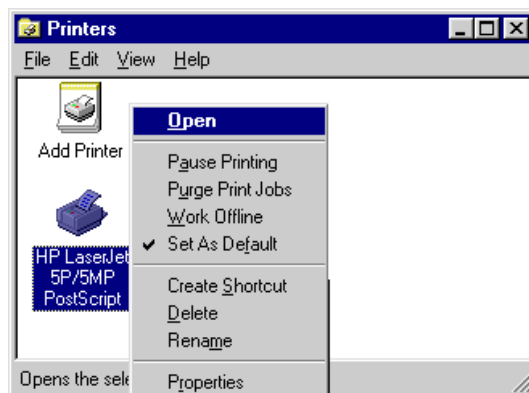 Printers
File Edit View Help
Add Printer
HP LaserJet
5P/5MP
PostScript
Open
Pause Printing
Purge Print Jobs
Work Offline
Set As Default
Create Shortcut
Delete
Rename
Properties
Opens the sele